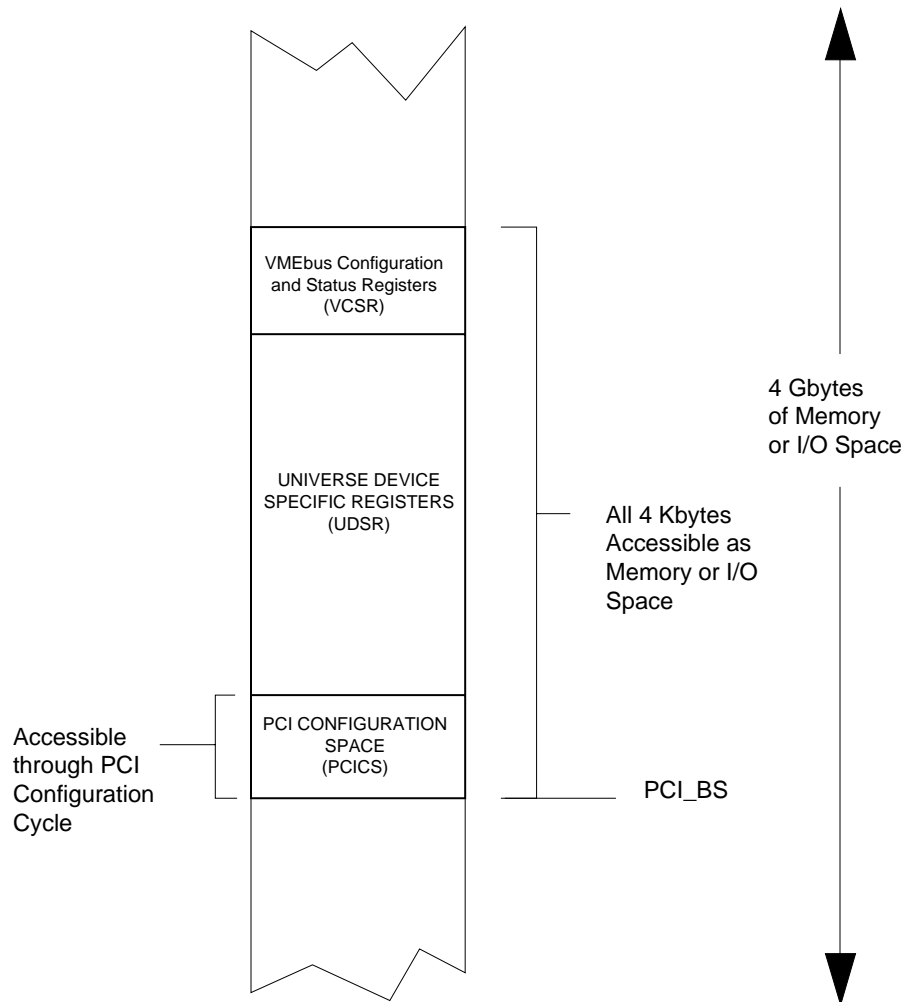 VMEbus Configuration
and Status Registers
(VCSR)
4 Gbytes
of Memory
or I/O Space
UNIVERSE DEVICE
SPECIFIC REGISTERS
(UDSR)
All 4 Kbytes
Accessible as
Memory or I/O
Space
Accessible
through PCI
Configuration
Cycle
PCI CONFIGURATION
SPACE
(PCICS)
PCI_BS